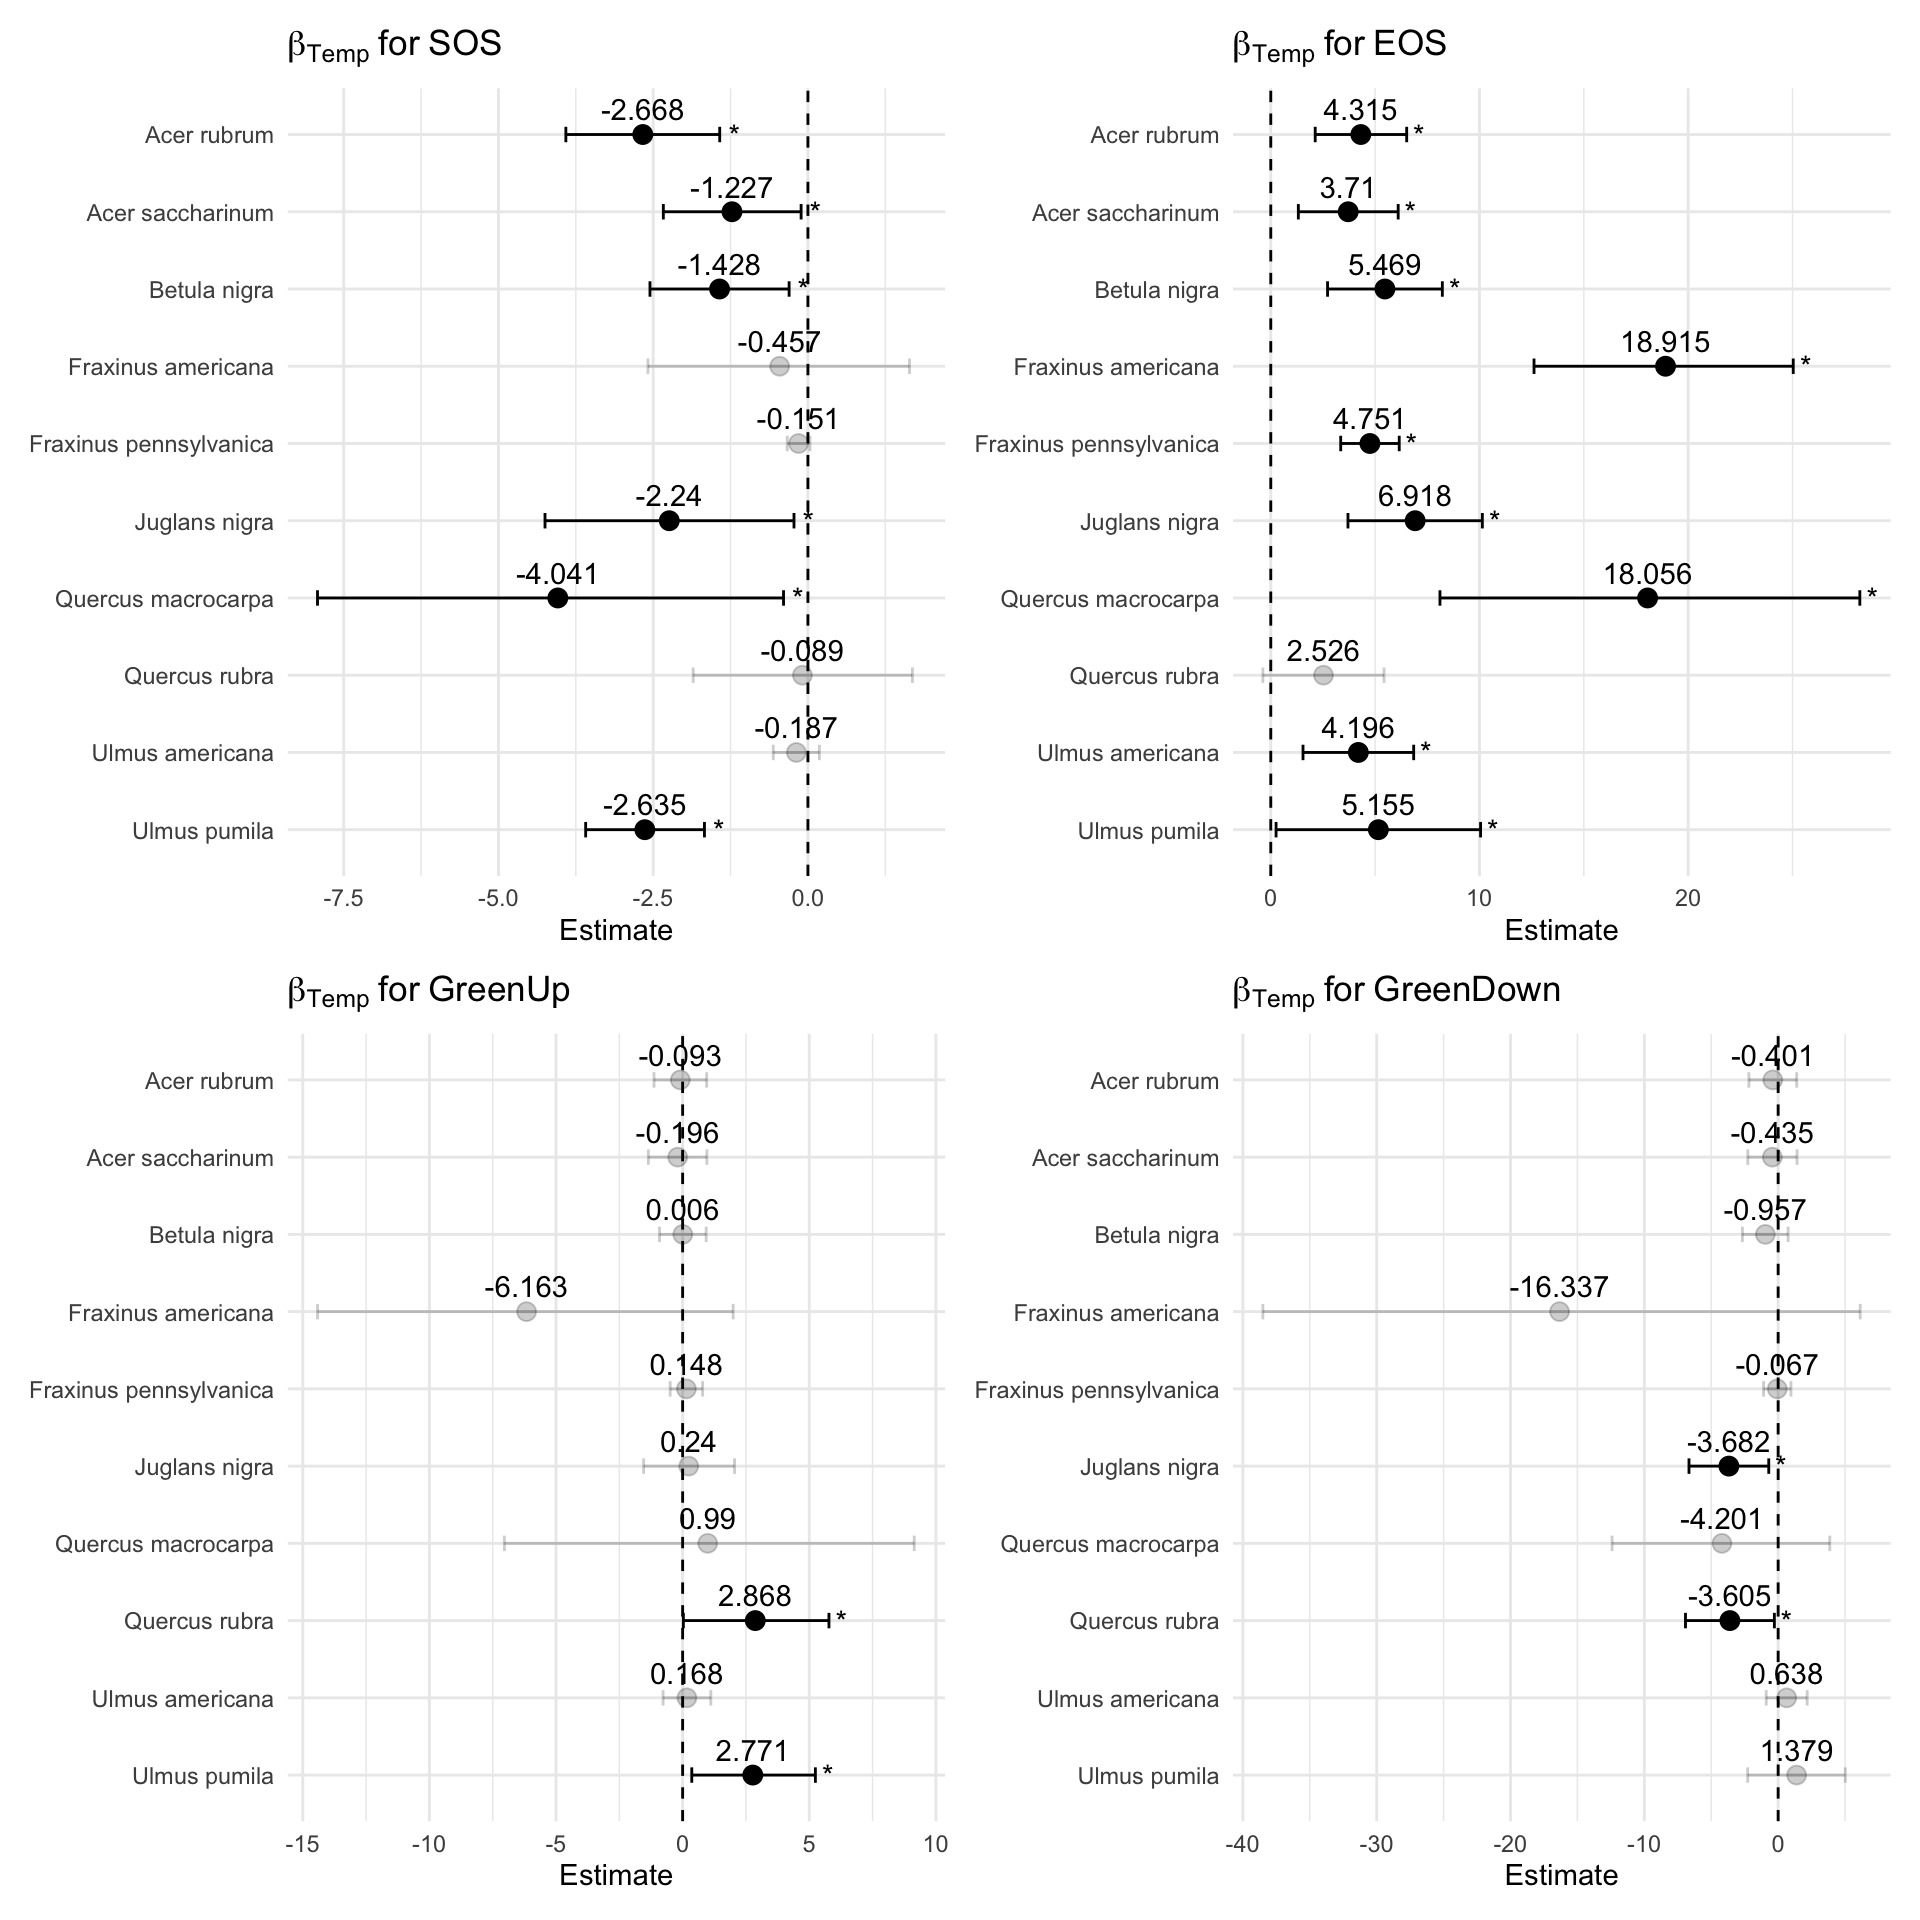 βTemp for SOS
Acer rubrum
-2.668
*
Acer saccharinum
-1.227
*
Betula nigra
-1.428
*
Fraxinus americana
-0.457
Fraxinus pennsylvanica
-0.151
Juglans nigra
-2.24
*
Quercus macrocarpa
-4.041
*
Quercus rubra
-0.089
Ulmus americana
-0.187
Ulmus pumila
-2.635
*
-7.5 -5.0 -2.5 0.0
Estimate
βTemp for EOS
Acer rubrum
4.315
*
Acer saccharinum
3.71
*
Betula nigra
5.469
*
Fraxinus americana
18.915
*
Fraxinus pennsylvanica
4.751
*
Juglans nigra
6.918
*
Quercus macrocarpa
18.056
*
Quercus rubra
2.526
Ulmus americana
4.196
*
Ulmus pumila
5.155
*
0 10 20
Estimate
βTemp for GreenUp
Acer rubrum
-0.093
Acer saccharinum
-0.196
Betula nigra
0.006
Fraxinus americana
-6.163
Fraxinus pennsylvanica
0.148
Juglans nigra
0.24
Quercus macrocarpa
0.99
Quercus rubra
2.868
*
Ulmus americana
0.168
Ulmus pumila
2.771
*
-15 -10 -5 0 5 10
Estimate
βTemp for GreenDown
Acer rubrum
-0.401
Acer saccharinum
-0.435
Betula nigra
-0.957
Fraxinus americana
-16.337
Fraxinus pennsylvanica
-0.067
Juglans nigra
-3.682
*
Quercus macrocarpa
-4.201
Quercus rubra
-3.605
*
Ulmus americana
0.638
Ulmus pumila
1.379
-40 -30 -20 -10 0
Estimate